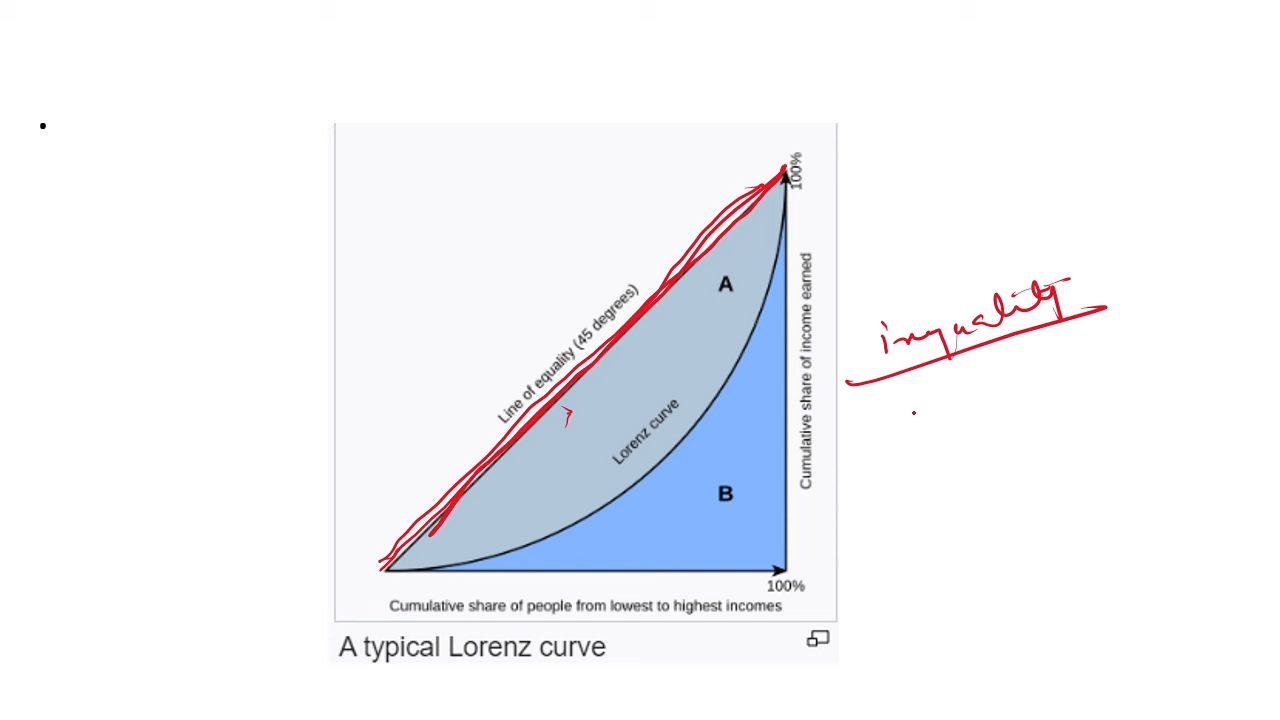 100%
Line of equality (45 degrees)
A
Cumulative share of income earned
inequality
Lorenz curve
B
100%
Cumulative share of people from lowest to highest incomes
A typical Lorenz curve